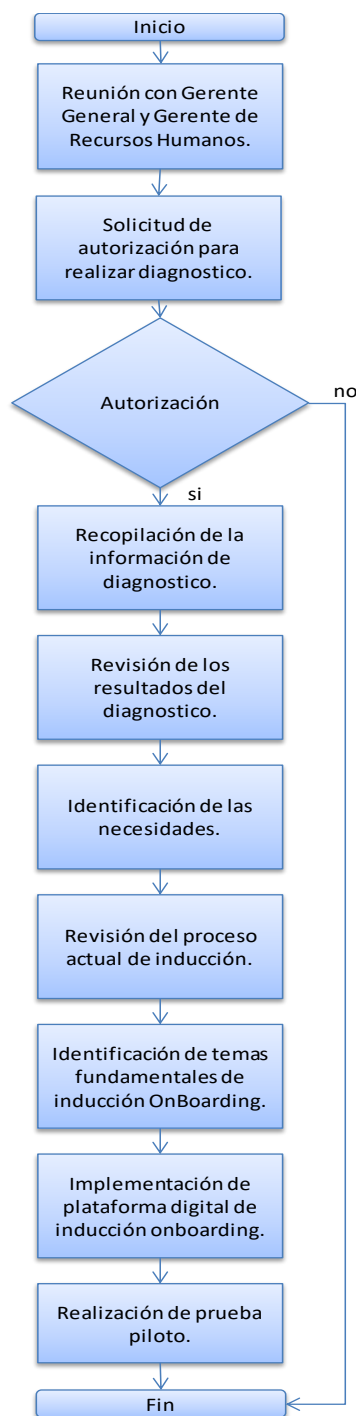 Inicio
Reunión con Gerente
General y Gerente de
Recursos Humanos.
Solicitud de
autorización para
realizar diagnostico.
Autorización
no
si
Recopilación de la
información de
diagnostico.
Revisión de los
resultados del
diagnostico.
Identificación de las
necesidades.
Revisión del proceso
actual de inducción.
Identificación de temas
fundamentales de
inducción OnBoarding.
Implementación de
plataforma digital de
inducción onboarding.
Realización de prueba
piloto.
Fin